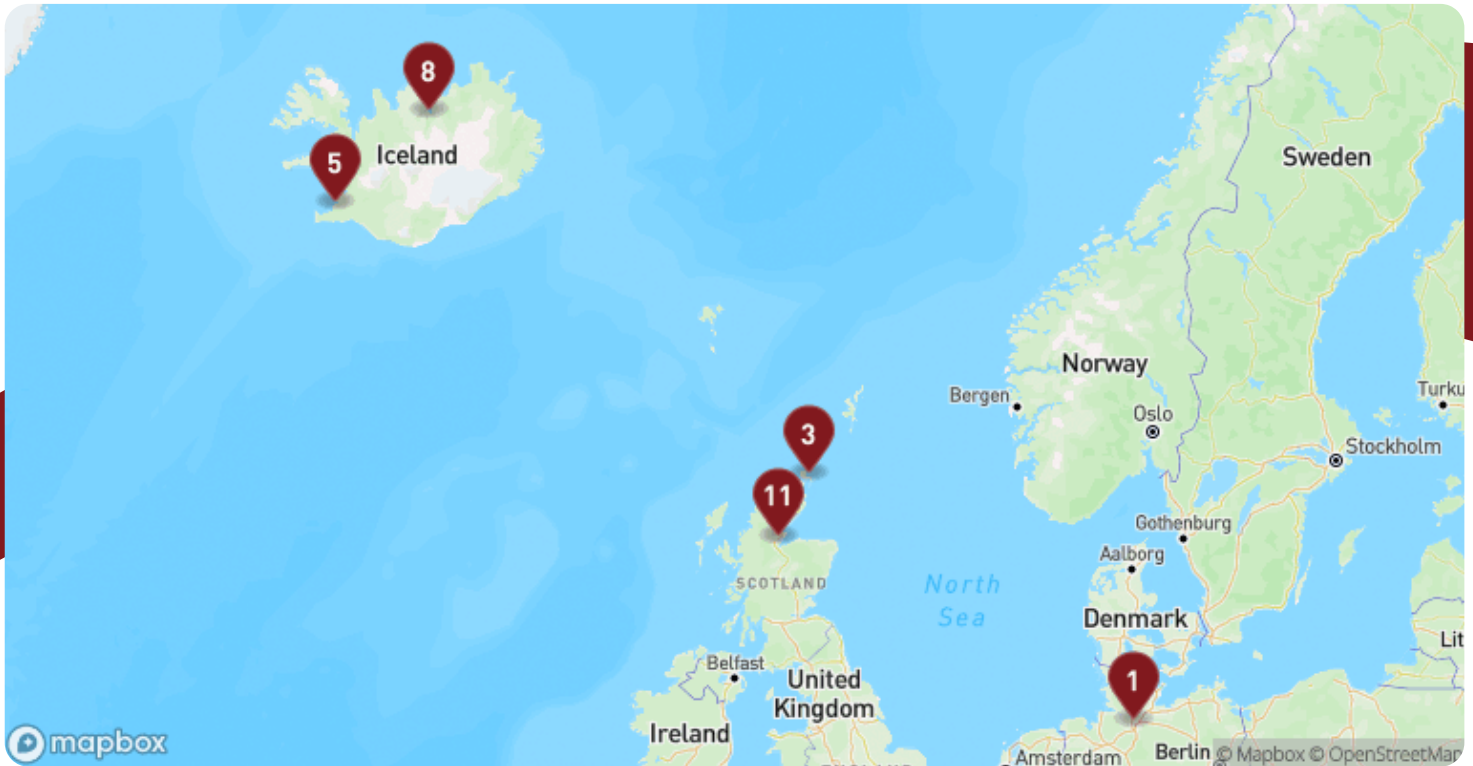 8
Iceland
5
Sweden
Norway
Bergen
Oslo
Turku
3
Stockholm
11
Gothenburg
Aalborg
SCOTLAND
North
Sea
Denmark
Lit
Belfast
1
United
Kingdom
Ireland
mapbox
Amsterdam
Berlin
© Mapbox © OpenStreetMap